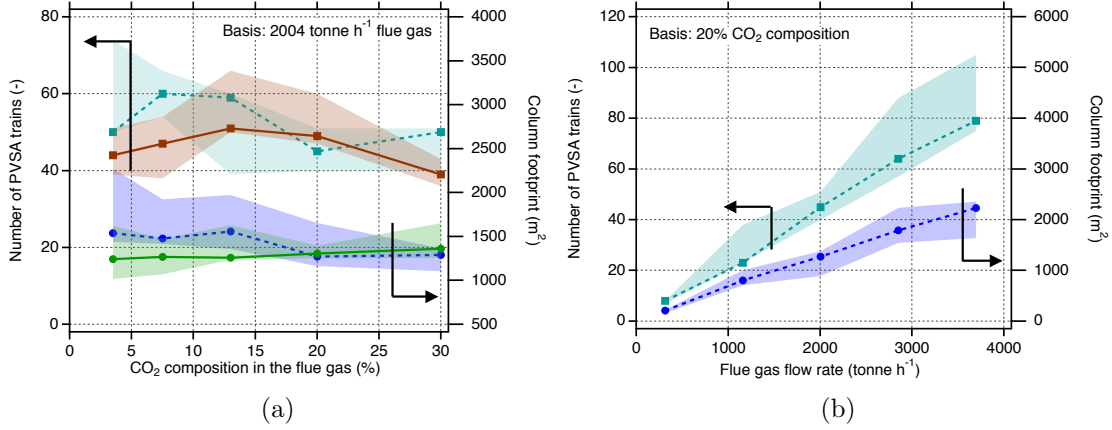 Basis: 2004 tonne h⁻¹ flue gas
Number of PVSA trains (-)
80
60
40
20
0
4000
3500
3000
2500
2000
1500
1000
500
Column footprint (m²)
0 5 10 15 20 25 30
CO₂ composition in the flue gas (%)
(a)
Basis: 20% CO₂ composition
Number of PVSA trains (-)
120
100
80
60
40
20
0
6000
5000
4000
3000
2000
1000
0
Column footprint (m²)
0 1000 2000 3000 4000
Flue gas flow rate (tonne h⁻¹)
(b)